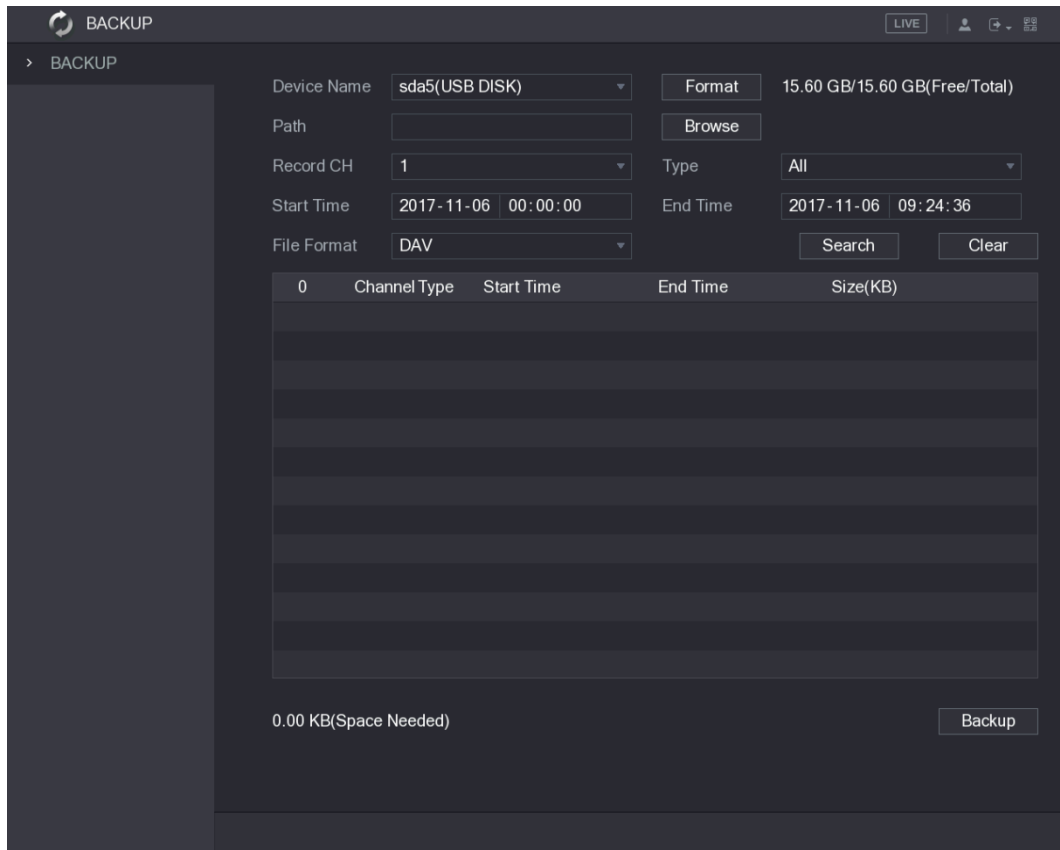 BACKUP LIVE
> BACKUP
Device Name sda5(USB DISK) Format 15.60 GB/15.60 GB(Free/Total)
Path Browse
Record CH 1 Type All
Start Time 2017-11-06 00:00:00 End Time 2017-11-06 09:24:36
File Format DAV Search Clear
0 Channel Type Start Time End Time Size(KB)
0.00 KB(Space Needed) Backup